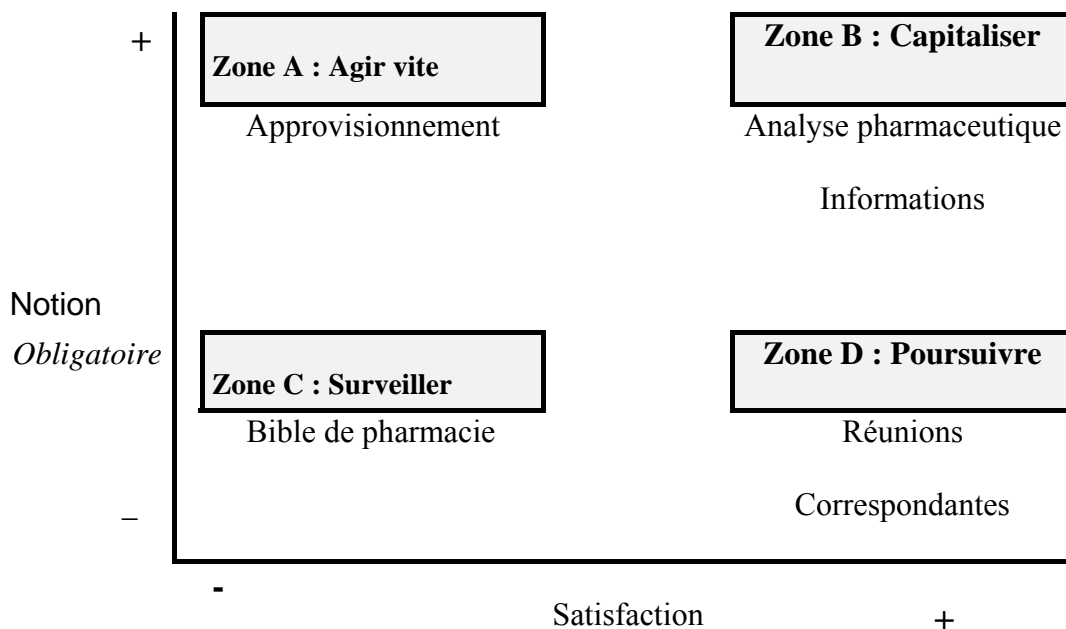 +
Zone A : Agir vite
Zone B : Capitaliser
Approvisionnement
Analyse pharmaceutique
Informations
Notion
Obligatoire
Zone C : Surveiller
Zone D : Poursuivre
Bible de pharmacie
Réunions
Correspondantes
–
-
Satisfaction
+